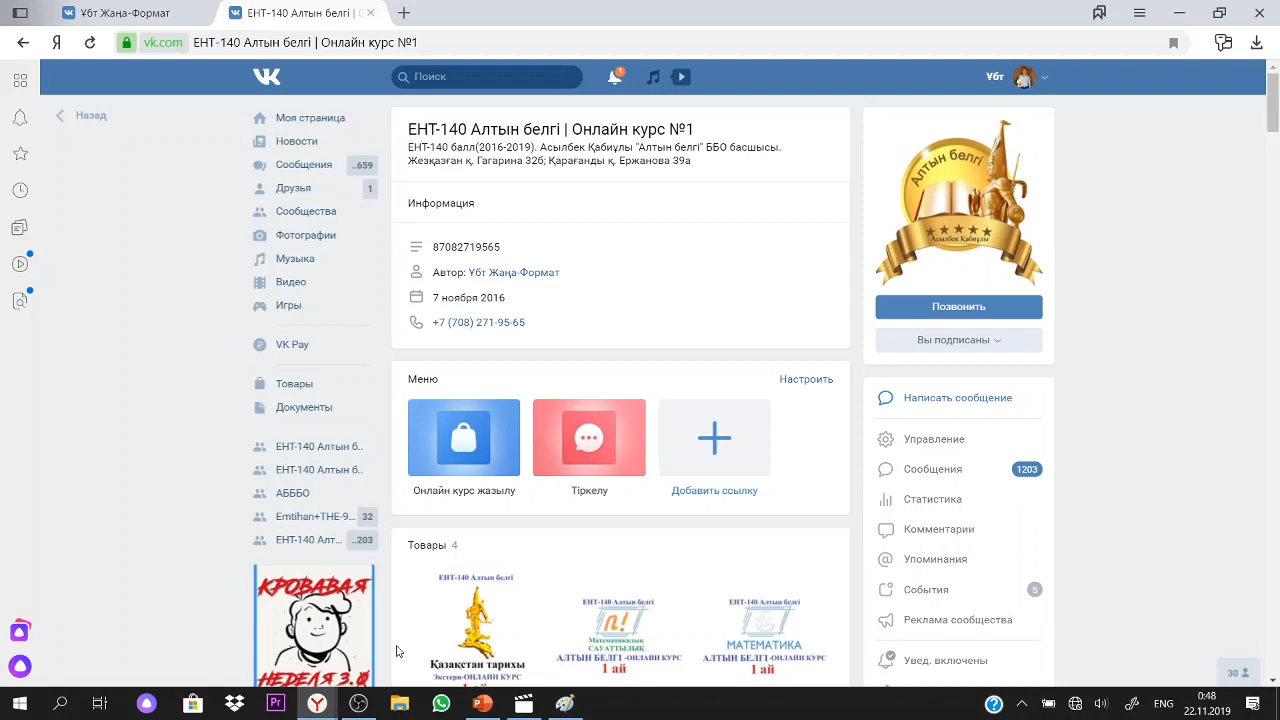 Ұбт Жаңа-Формат
ЕНТ-140 Алтын белгі | С
vk.com ЕНТ-140 Алтын белгі | Онлайн курс №1
Поиск
1
Ұбт
Назад
Моя страница
Новости
Сообщения ..659
Друзья 1
Сообщества
Фотографии
Музыка
Видео
Игры
VK Pay
Товары
Документы
ЕНТ-140 Алтын б..
ЕНТ-140 Алтын б..
АБББО
Emtihan+THE-9... 32
ЕНТ-140 Алт... ..203
КРОВАВАЯ
НЕДЕЛЯ 3.0
ЕНТ-140 Алтын белгі | Онлайн курс №1
ЕНТ-140 балл(2016-2019). Асылбек Қабиұлы "Алтын белгі" ББО басшысы.
Жезқазған қ. Гагарина 32б; Қарағанды қ. Ержанова 39а
Информация
87082719565
Автор: Ұбт Жаңа-Формат
7 ноября 2016
+7 (708) 271-95-65
Меню
Настроить
Онлайн курс жазылу
Тіркелу
Добавить ссылку
Товары 4
ЕНТ-140 Алтын белгі
Қазақстан тарихы
Экстерн-ОНЛАЙН КУРС
ЕНТ-140 Алтын белгі
п!
Математикалық
САУАТТЫЛЫҚ
АЛТЫН БЕЛГІ-ОНЛАЙН КУРС
1 ай
ЕНТ-140 Алтын белгі
МАТЕМАТИКА
АЛТЫН БЕЛГІ-ОНЛАЙН КУРС
1 ай
Алтын белгі
Асылбек Қабиұлы
Позвонить
Вы подписаны
Написать сообщение
Управление
Сообщения 1203
Статистика
Комментарии
Упоминания
События 5
Реклама сообщества
Увед. включены
30
ENG
0:48
22.11.2019